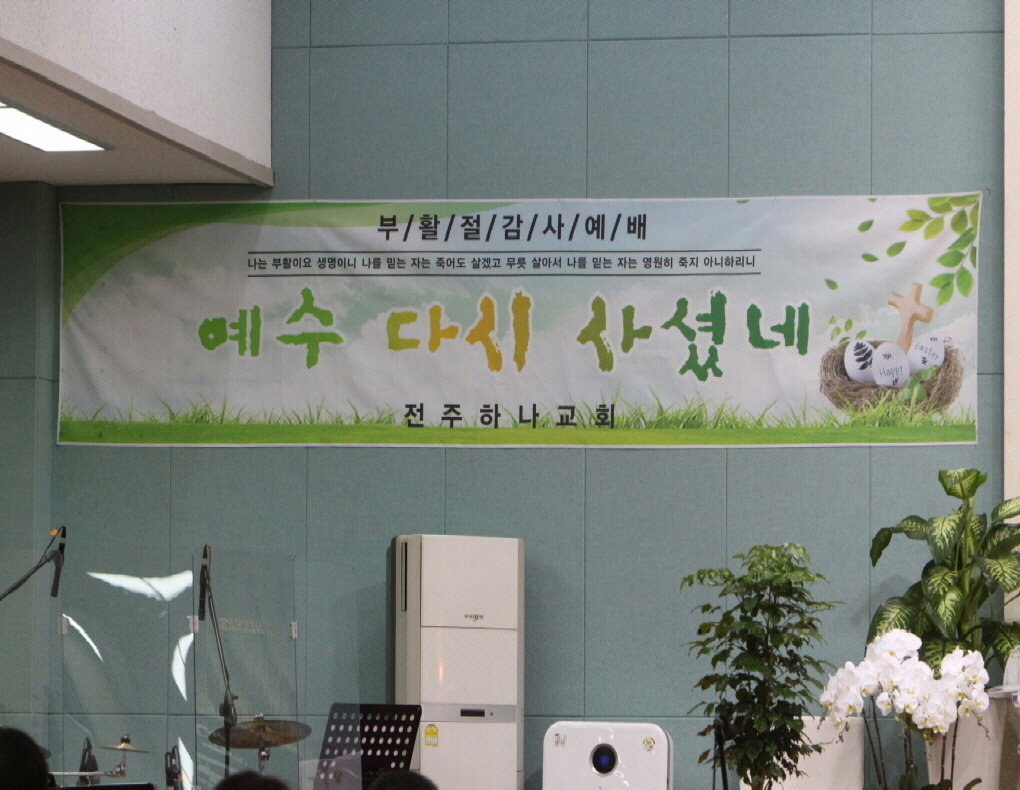 부/활/절/감/사/예/배
나는 부활이요 생명이니 나를 믿는 자는 죽어도 살겠고 무릇 살아서 나를 믿는 자는 영원히 죽지 아니하리니
예수 다시 사셨네
Easter
Happy
전주하나교회